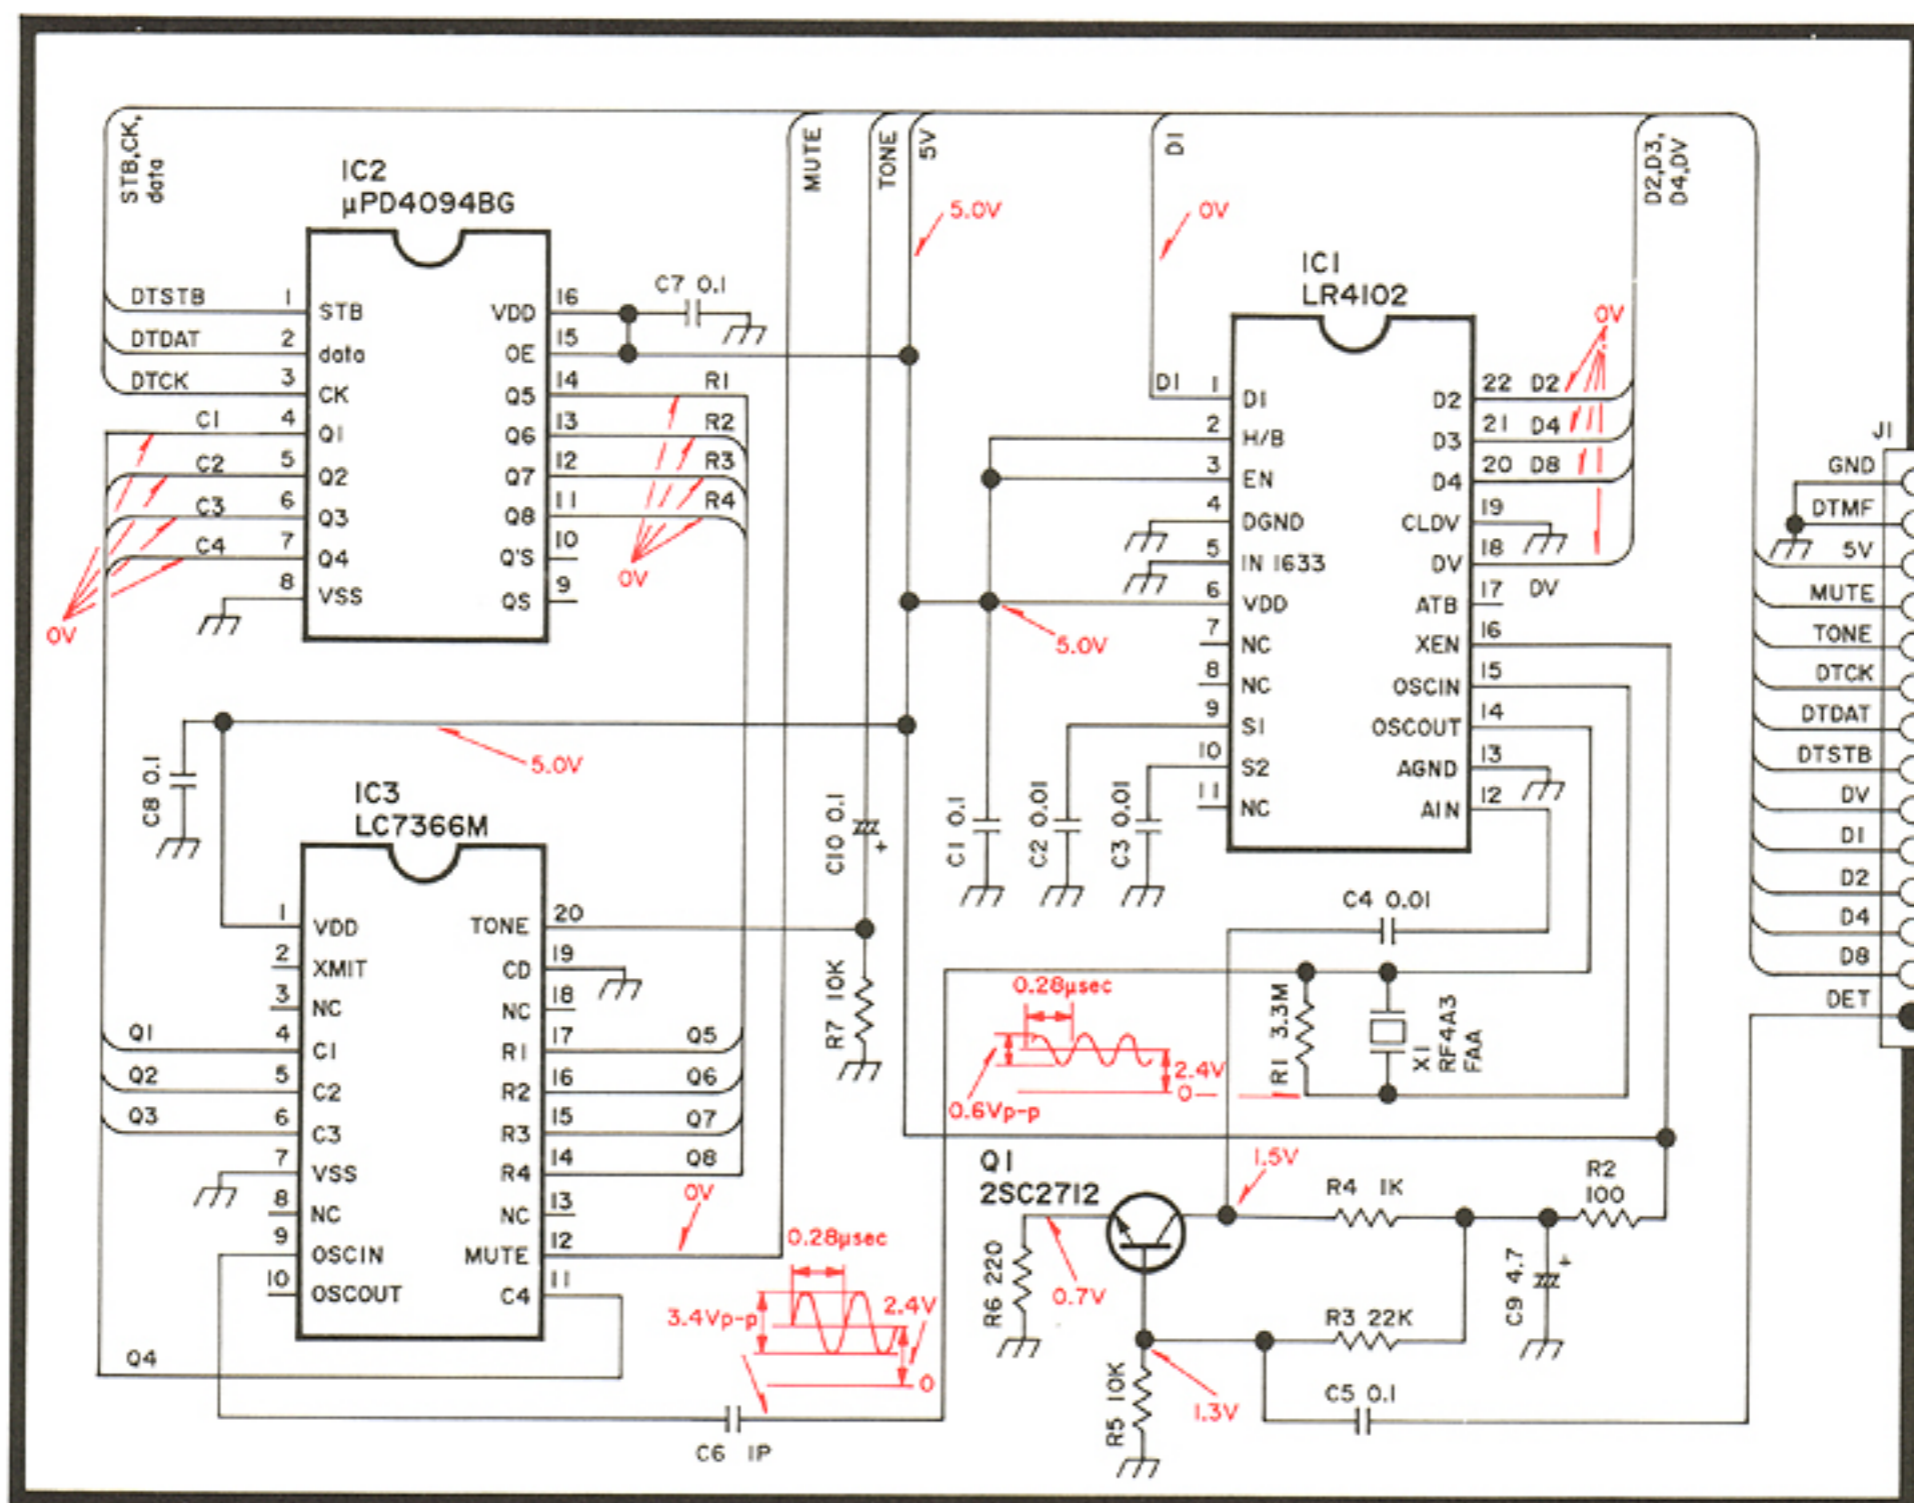 STB,CK,
data
MUTE
TONE
5V
D1
D2,D3,
D4,DV
5.0V
0V
IC2
µPD4094BG
DTSTB 1 STB
DTDAT 2 data
DTCK 3 CK
C1 4 Q1
C2 5 Q2
C3 6 Q3
C4 7 Q4
8 VSS
VDD 16
OE 15
Q5 14 R1
Q6 13 R2
Q7 12 R3
Q8 11 R4
Q'S 10
QS 9
C7 0.1
0V
0V
IC1
LR4102
0V
D1 1 D1
2 H/B
3 EN
4 DGND
5 IN 1633
6 VDD
7 NC
8 NC
9 S1
10 S2
11 NC
D2 22 D2
D3 21 D4
D4 20 D8
CLDV 19
DV 18
DV
ATB 17
XEN 16
OSCIN 15
OSCOUT 14
AGND 13
AIN 12
5.0V
J1
GND
DTMF
5V
MUTE
TONE
DTCK
DTDAT
DTSTB
DV
D1
D2
D4
D8
DET
5.0V
C8 0.1
IC3
LC7366M
1 VDD
2 XMIT
3 NC
Q1 4 C1
Q2 5 C2
Q3 6 C3
7 VSS
8 NC
9 OSCIN
10 OSCOUT
Q4
TONE 20
CD 19
NC 18
R1 17 Q5
R2 16 Q6
R3 15 Q7
R4 14 Q8
NC 13
MUTE 12
C4 11
0V
C10 0.1
+
R7 10K
C1 0.1
C2 0.01
C3 0.01
C4 0.01
0.28µsec
0.6Vp-p
2.4V
0
R1 3.3M
X1
RF4A3
FAA
0.28µsec
3.4Vp-p
2.4V
0
C6 1P
Q1
2SC2712
1.5V
R4 1K
R2
100
R6 220
0.7V
C9 4.7
+
R3 22K
R5 10K
1.3V
C5 0.1